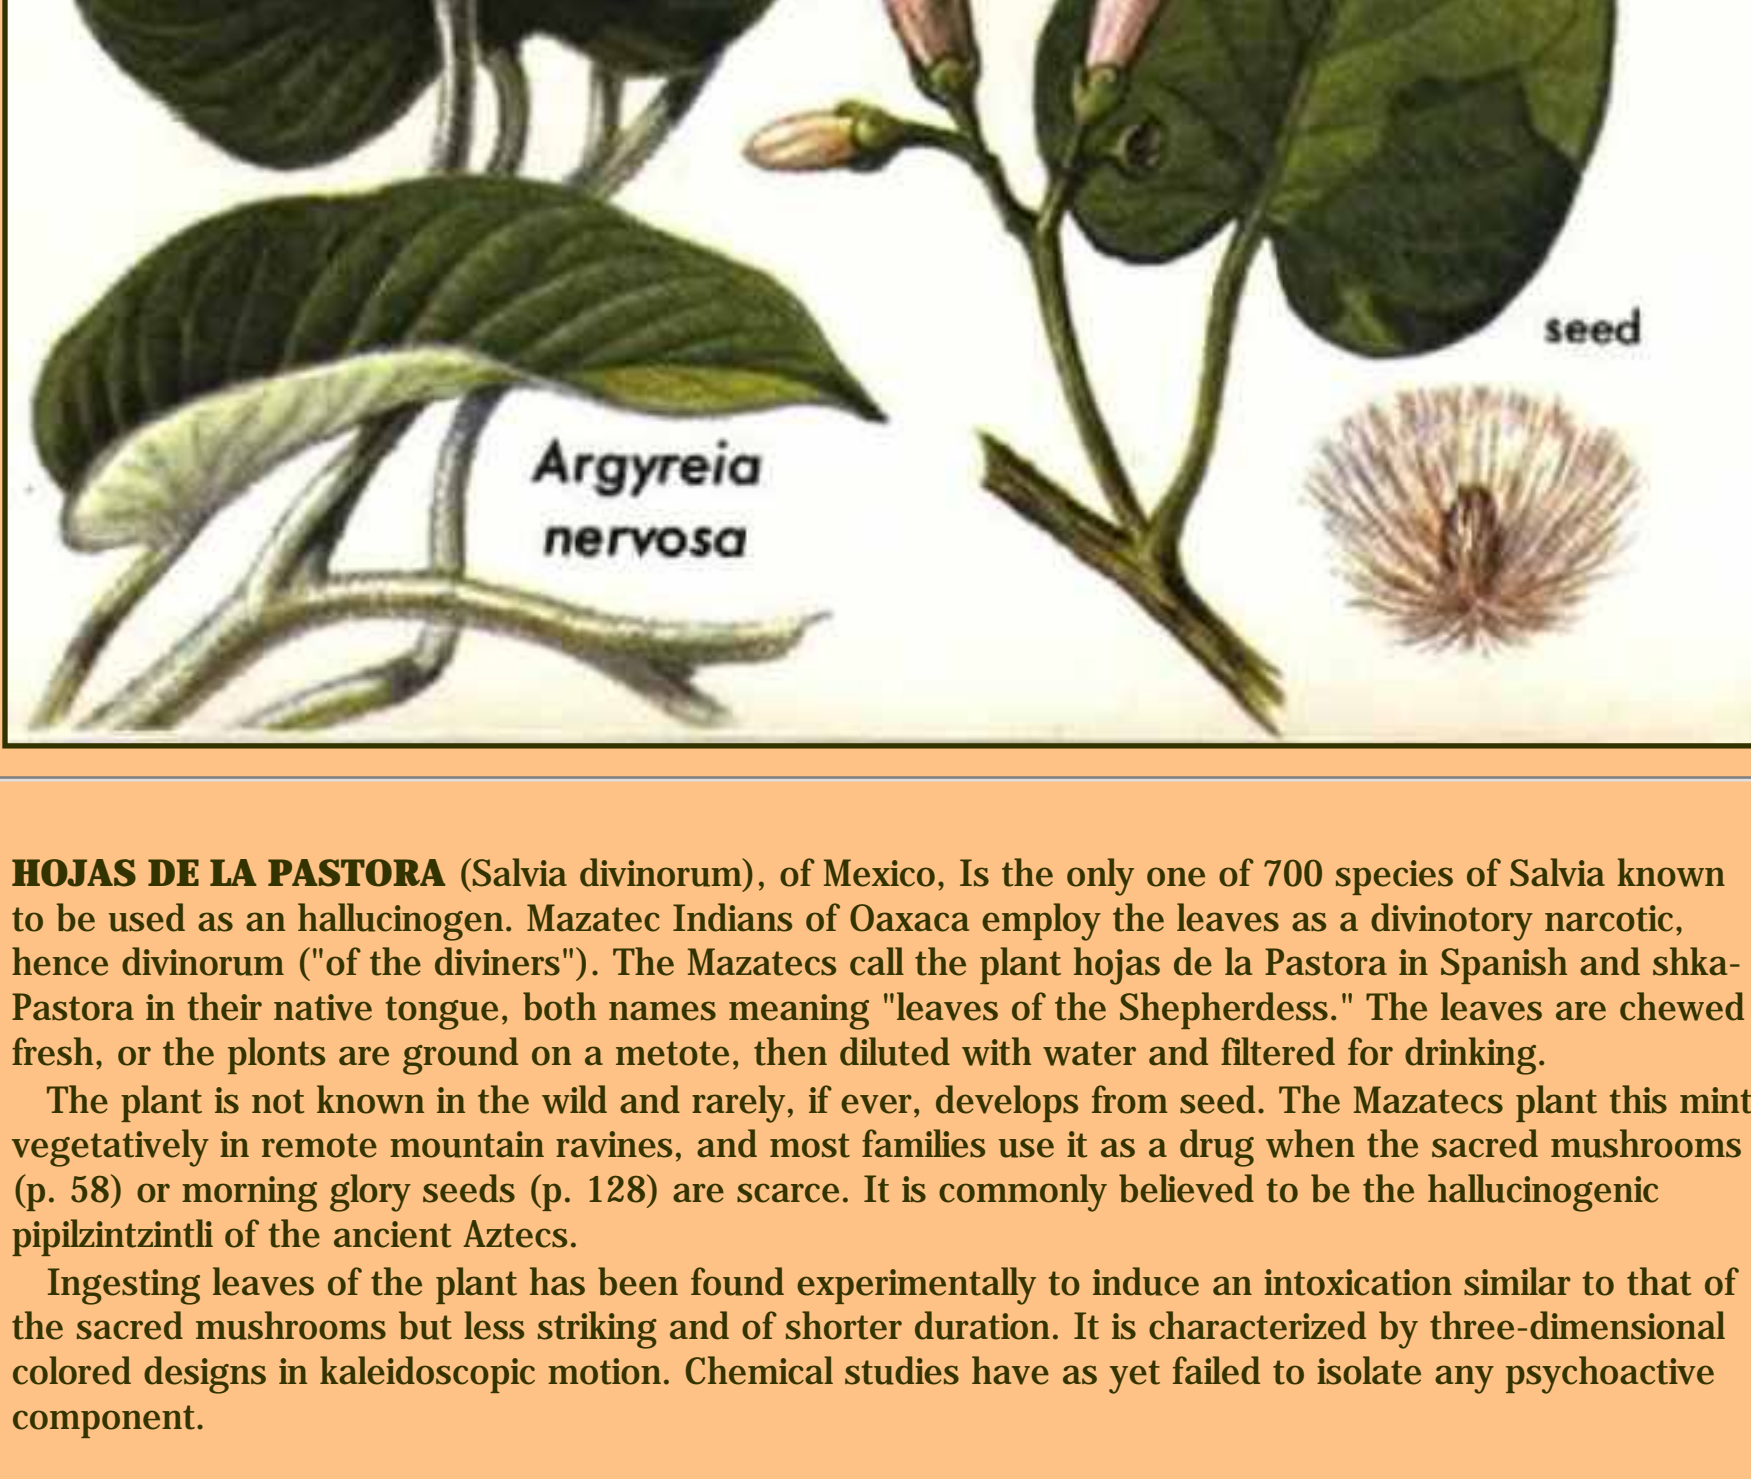 seed
Argyreia
nervosa
HOJAS DE LA PASTORA (Salvia divinorum), of Mexico, Is the only one of 700 species of Salvia known
to be used as an hallucinogen. Mazatec Indians of Oaxaca employ the leaves as a divinotory narcotic,
hence divinorum ("of the diviners"). The Mazatecs call the plant hojas de la Pastora in Spanish and shka-
Pastora in their native tongue, both names meaning "leaves of the Shepherdess." The leaves are chewed
fresh, or the plonts are ground on a metote, then diluted with water and filtered for drinking.
The plant is not known in the wild and rarely, if ever, develops from seed. The Mazatecs plant this mint
vegetatively in remote mountain ravines, and most families use it as a drug when the sacred mushrooms
(p. 58) or morning glory seeds (p. 128) are scarce. It is commonly believed to be the hallucinogenic
pipilzintzintli of the ancient Aztecs.
Ingesting leaves of the plant has been found experimentally to induce an intoxication similar to that of
the sacred mushrooms but less striking and of shorter duration. It is characterized by three-dimensional
colored designs in kaleidoscopic motion. Chemical studies have as yet failed to isolate any psychoactive
component.